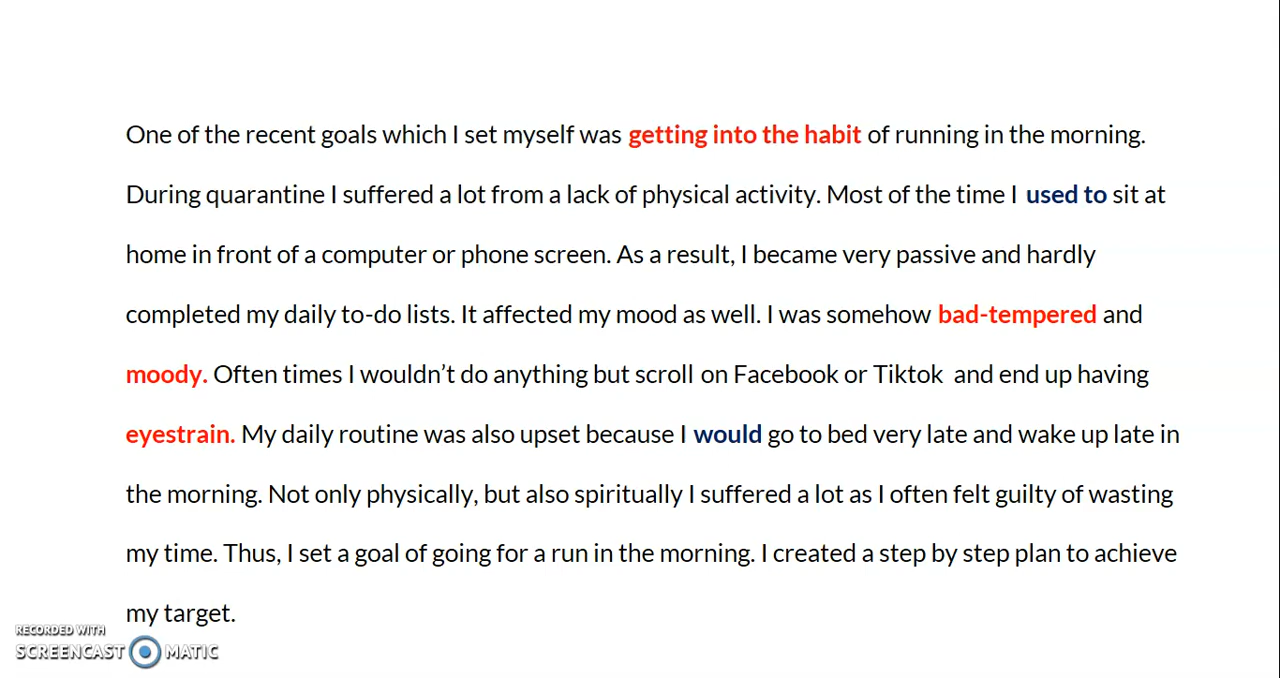 One of the recent goals which I set myself was getting into the habit of running in the morning.
During quarantine I suffered a lot from a lack of physical activity. Most of the time I used to sit at
home in front of a computer or phone screen. As a result, I became very passive and hardly
completed my daily to-do lists. It affected my mood as well. I was somehow bad-tempered and
moody. Often times I wouldn’t do anything but scroll on Facebook or Tiktok and end up having
eyestrain. My daily routine was also upset because I would go to bed very late and wake up late in
the morning. Not only physically, but also spiritually I suffered a lot as I often felt guilty of wasting
my time. Thus, I set a goal of going for a run in the morning. I created a step by step plan to achieve
my target.
RECORDED WITH
SCREENCAST MATIC